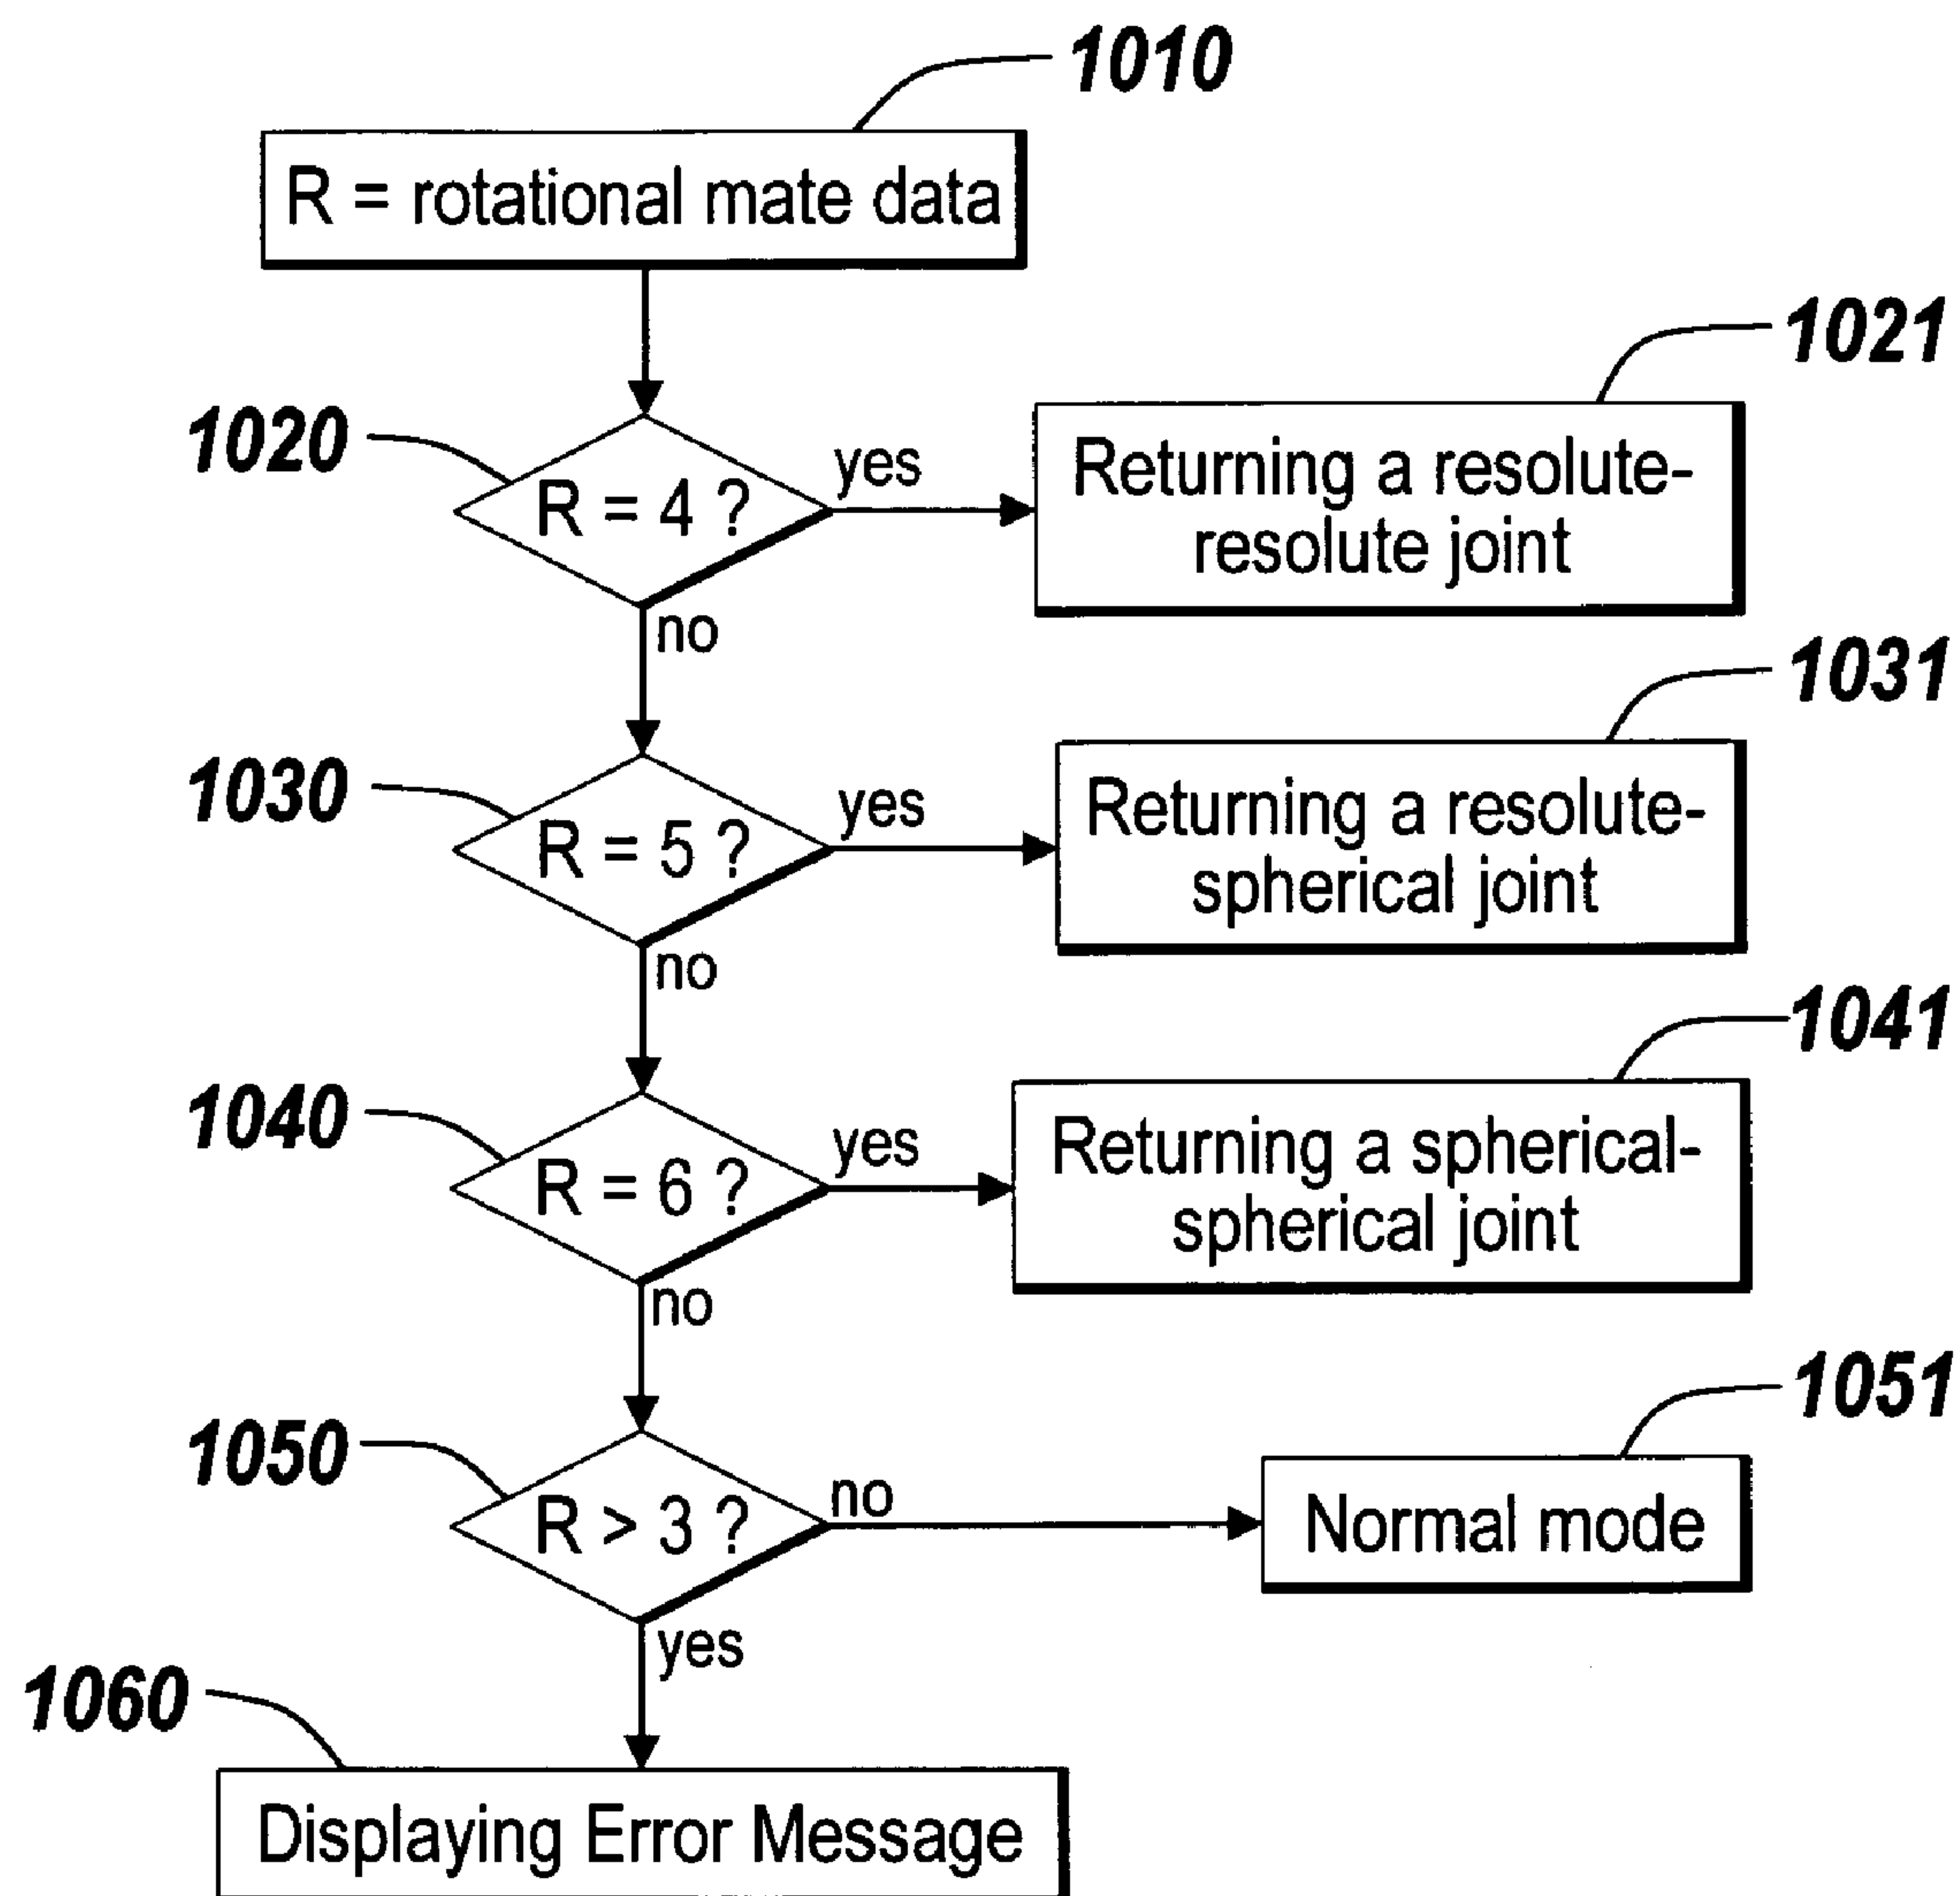 1010
R = rotational mate data
1021
1020
R = 4 ?
yes
Returning a resolute-
resolute joint
no
1031
1030
R = 5 ?
yes
Returning a resolute-
spherical joint
no
1041
1040
R = 6 ?
yes
Returning a spherical-
spherical joint
no
1051
1050
R > 3 ?
no
Normal mode
yes
1060
Displaying Error Message